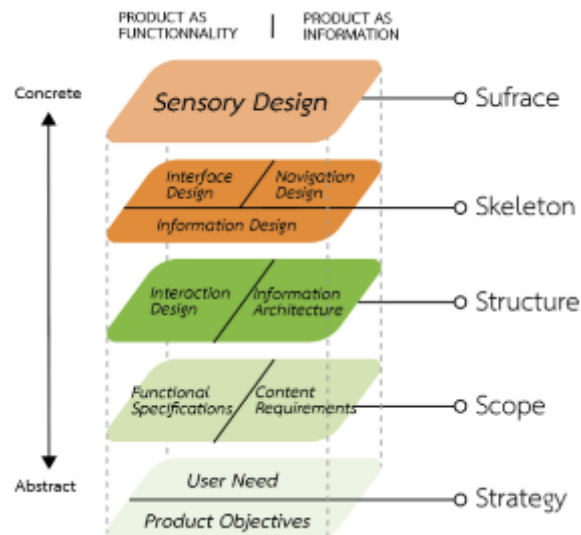 PRODUCT AS
FUNCTIONNALITY
PRODUCT AS
INFORMATION
Concrete
Sensory Design
Sufrace
Interface
Design
Navigation
Design
Information Design
Skeleton
Interaction
Design
Information
Architecture
Structure
Functional
Specifications
Content
Requirements
Scope
Abstract
User Need
Product Objectives
Strategy